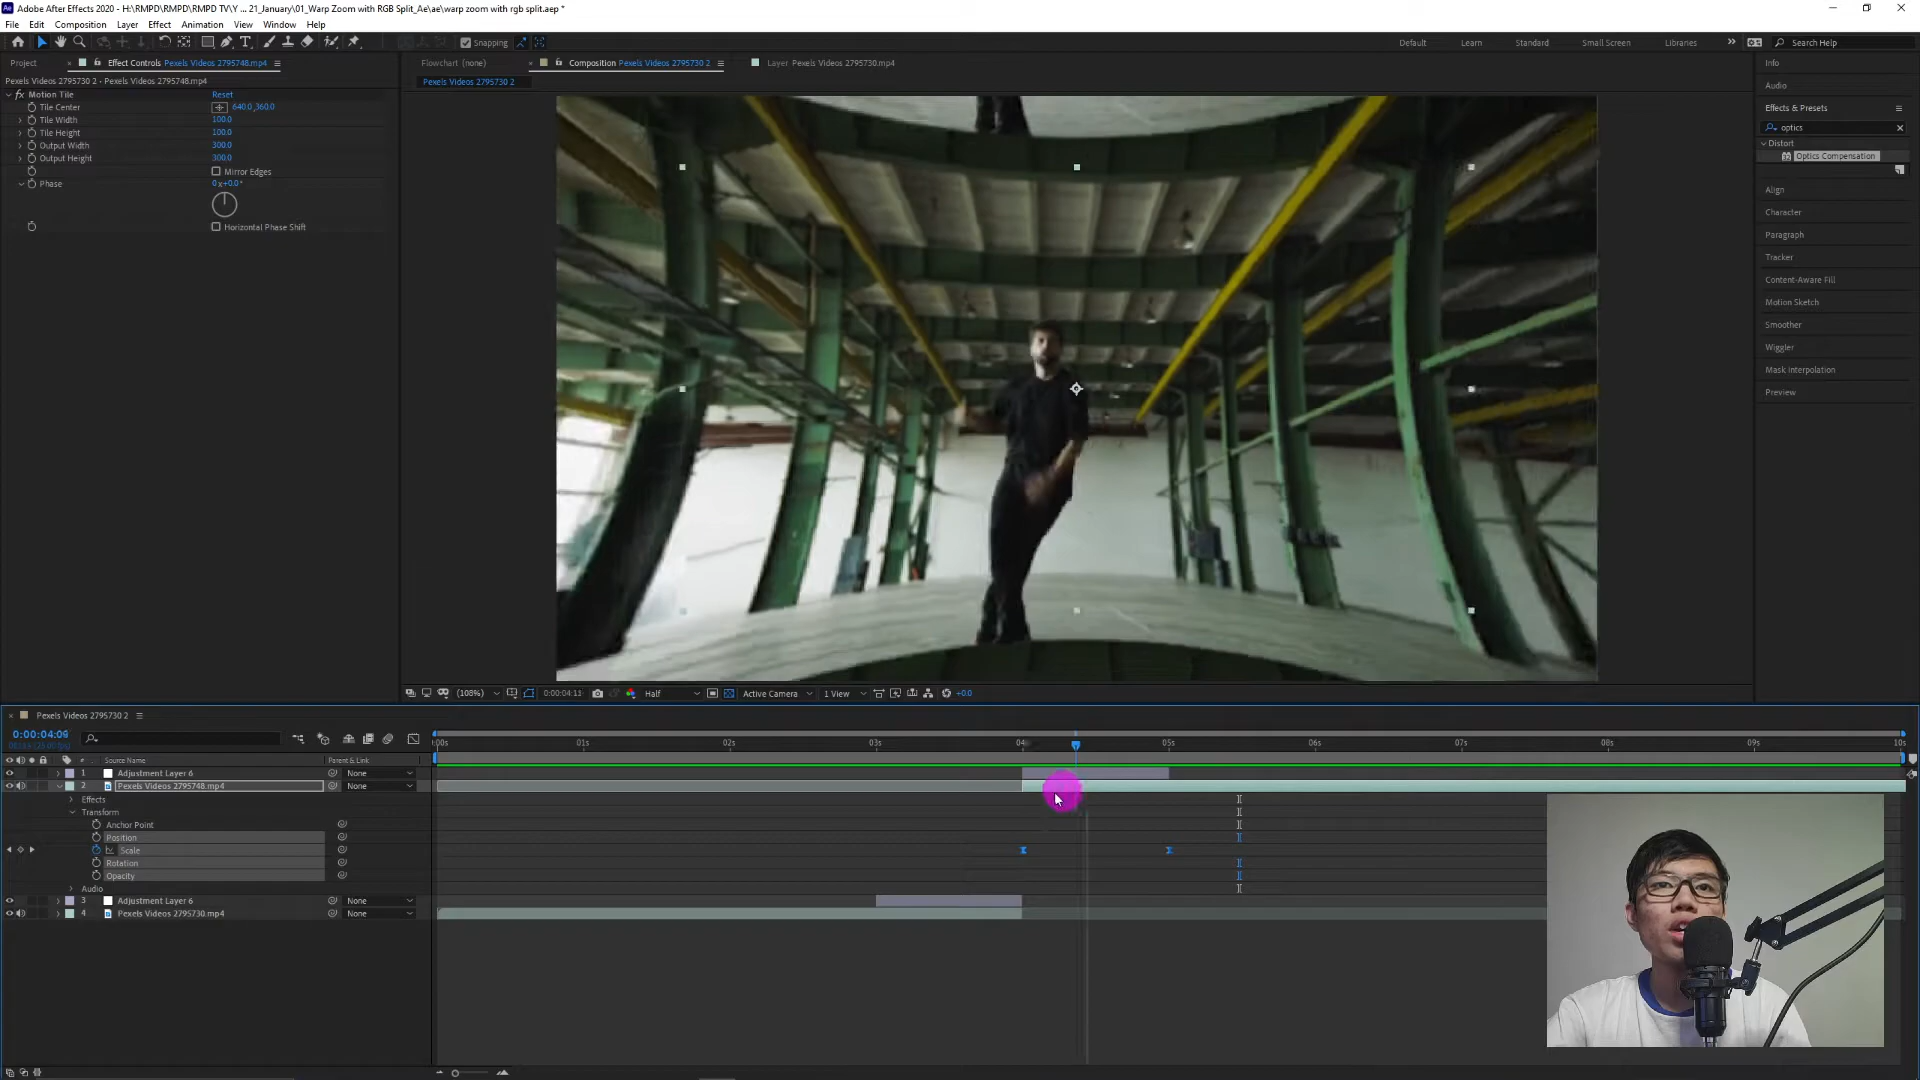 Adobe After Effects 2020 - H:\RMPD\RMPD TV\Y ... 21_January\01_Warp Zoom with RGB Split_Ae\ae\warp zoom with rgb split.aep *
File Edit Composition Layer Effect Animation View Window Help
Snapping Default Learn Standard Small Screen Libraries Search Help
Project Effect Controls Pexels Videos 2795748.mp4 Flowchart (none) Composition Pexels Videos 2795730 2 Layer Pexels Videos 2795730.mp4 Info
Pexels Videos 2795730 2 · Pexels Videos 2795748.mp4 Pexels Videos 2795730 2 Audio
fx Motion Tile Reset
Tile Center 640.0,360.0 Effects & Presets
Tile Width 100.0 optics
Tile Height 100.0
Output Width 300.0 Distort
Output Height 300.0 Optics Compensation
Mirror Edges
Phase 0x+0.0° Align
Character
Horizontal Phase Shift Paragraph
Tracker
Content-Aware Fill
Motion Sketch
Smoother
Wiggler
Mask Interpolation
Preview
(108%) 0:00:04:11 Half Active Camera 1 View +0.0
Pexels Videos 2795730 2
0:00:04:09
:00s 01s 02s 03s 04s 05s 06s 07s 08s 09s 10s
# Source Name Parent & Link
1 Adjustment Layer 6 None
2 Pexels Videos 2795748.mp4 None
Effects
Transform
Anchor Point
Position
Scale
Rotation
Opacity
Audio
3 Adjustment Layer 6 None
4 Pexels Videos 2795730.mp4 None